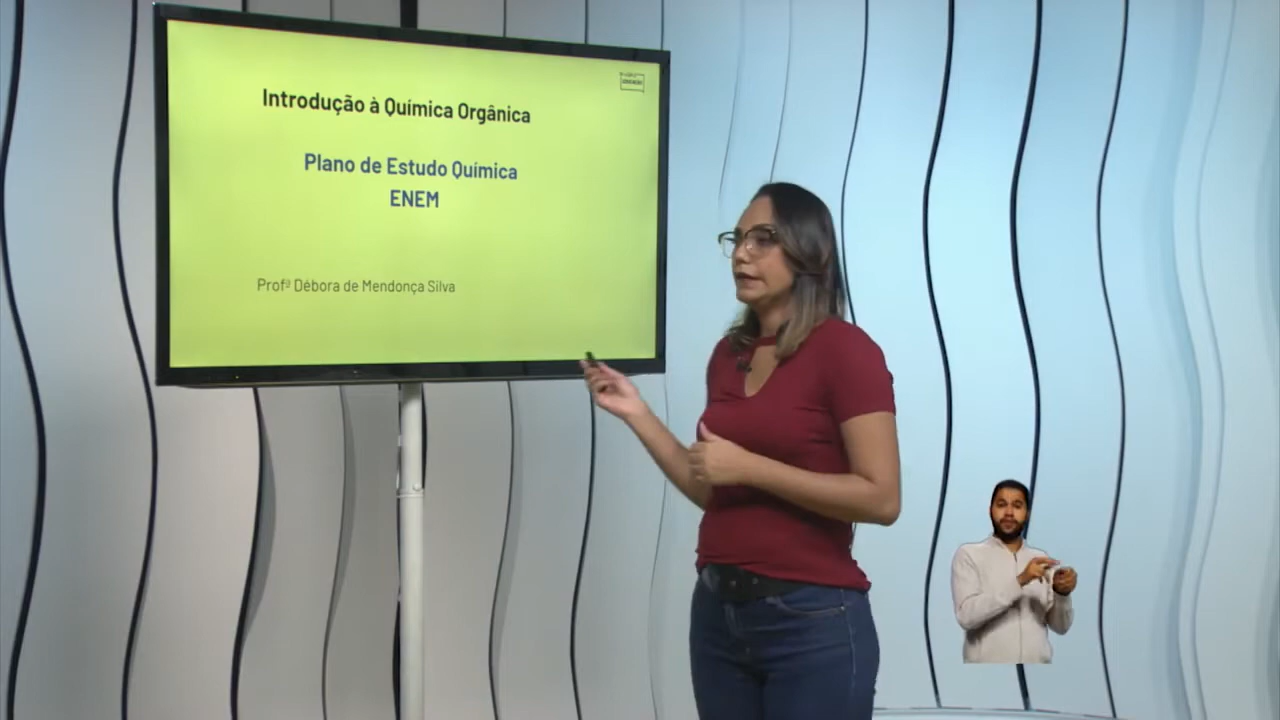 Introdução à Química Orgânica
Plano de Estudo Química
ENEM
Profª Débora de Mendonça Silva